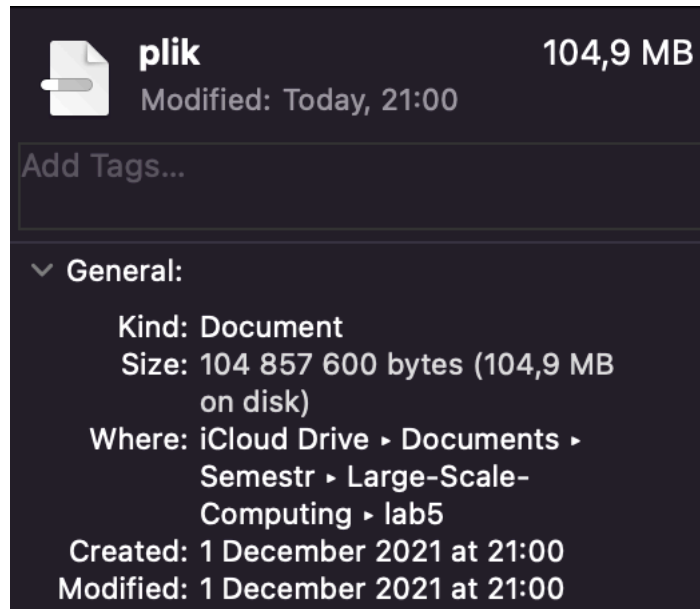 plik 104,9 MB
Modified: Today, 21:00
Add Tags...
General:
Kind: Document
Size: 104 857 600 bytes (104,9 MB
on disk)
Where: iCloud Drive ▸ Documents ▸
Semestr ▸ Large-Scale-
Computing ▸ lab5
Created: 1 December 2021 at 21:00
Modified: 1 December 2021 at 21:00